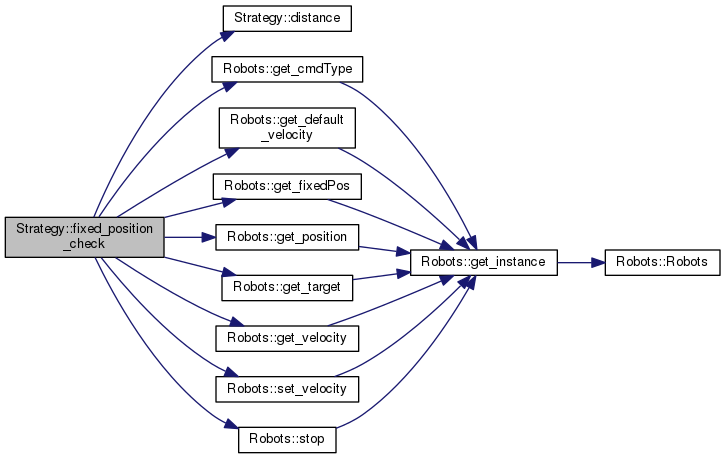 Strategy::fixed_position
_check
Strategy::distance
Robots::get_cmdType
Robots::get_default
_velocity
Robots::get_fixedPos
Robots::get_position
Robots::get_target
Robots::get_velocity
Robots::set_velocity
Robots::stop
Robots::get_instance
Robots::Robots